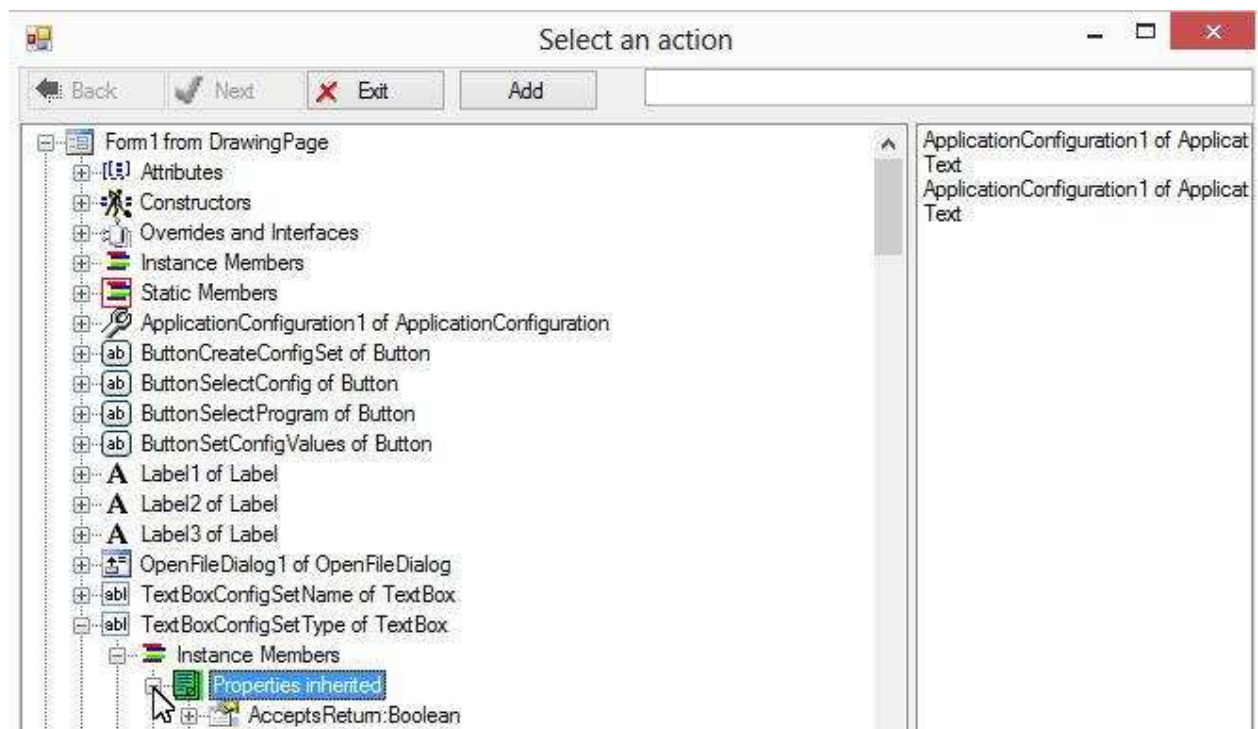 Select an action
Back Next Exit Add
Form1 from DrawingPage
Attributes
Constructors
Overrides and Interfaces
Instance Members
Static Members
ApplicationConfiguration1 of ApplicationConfiguration
ButtonCreateConfigSet of Button
ButtonSelectConfig of Button
ButtonSelectProgram of Button
ButtonSetConfigValues of Button
A Label1 of Label
A Label2 of Label
A Label3 of Label
OpenFileDialog1 of OpenFileDialog
TextBoxConfigSetName of TextBox
TextBoxConfigSetType of TextBox
Instance Members
Properties inherited
AcceptsReturn:Boolean
ApplicationConfiguration1 of Applicat
Text
ApplicationConfiguration1 of Applicat
Text